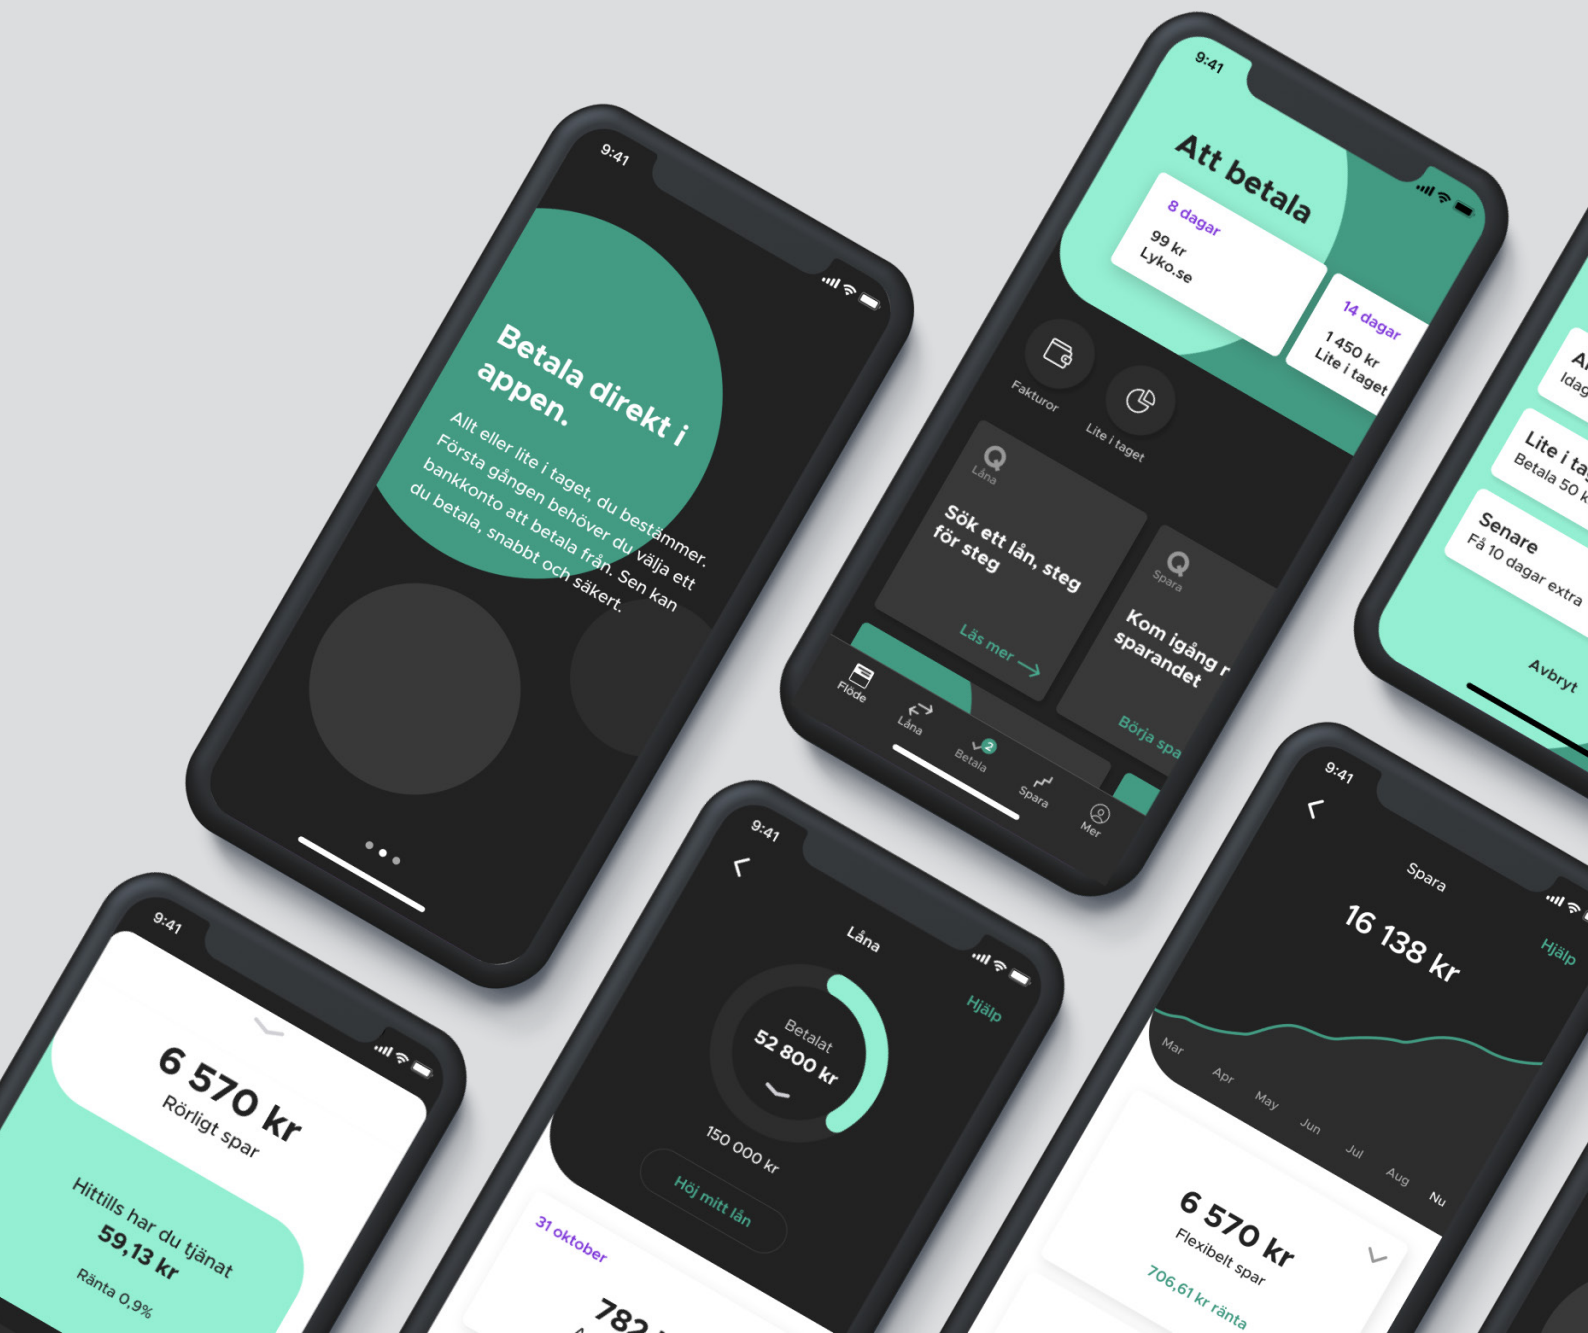 9:41
Betala direkt i
appen.
Allt eller lite i taget, du bestämmer.
Första gången behöver du välja ett
bankkonto att betala från. Sen kan
du betala, snabbt och säkert.
9:41
Att betala
8 dagar
99 kr
Lyko.se
14 dagar
1 450 kr
Lite i taget
Fakturor
Lite i taget
Låna
Sök ett lån, steg
för steg
Läs mer
Spara
Kom igång
sparandet
Börja spa
Flöde
Låna
2
Betala
Spara
Mer
Idag
Lite i ta
Betala 50 k
Senare
Få 10 dagar extra
Avbryt
9:41
6 570 kr
Rörligt spar
Hittills har du tjänat
59,13 kr
Ränta 0,9%
9:41
Låna
Hjälp
Betalat
52 800 kr
150 000 kr
Höj mitt lån
31 oktober
782
9:41
Spara
16 138 kr
Hjälp
Mar
Apr
May
Jun
Jul
Aug
Nu
6 570 kr
Flexibelt spar
706,61 kr ränta